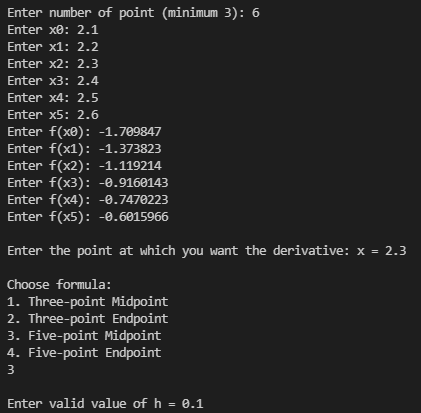 Enter number of point (minimum 3): 6
Enter x0: 2.1
Enter x1: 2.2
Enter x2: 2.3
Enter x3: 2.4
Enter x4: 2.5
Enter x5: 2.6
Enter f(x0): -1.709847
Enter f(x1): -1.373823
Enter f(x2): -1.119214
Enter f(x3): -0.9160143
Enter f(x4): -0.7470223
Enter f(x5): -0.6015966
Enter the point at which you want the derivative: x = 2.3
Choose formula:
1. Three-point Midpoint
2. Three-point Endpoint
3. Five-point Midpoint
4. Five-point Endpoint
3
Enter valid value of h = 0.1